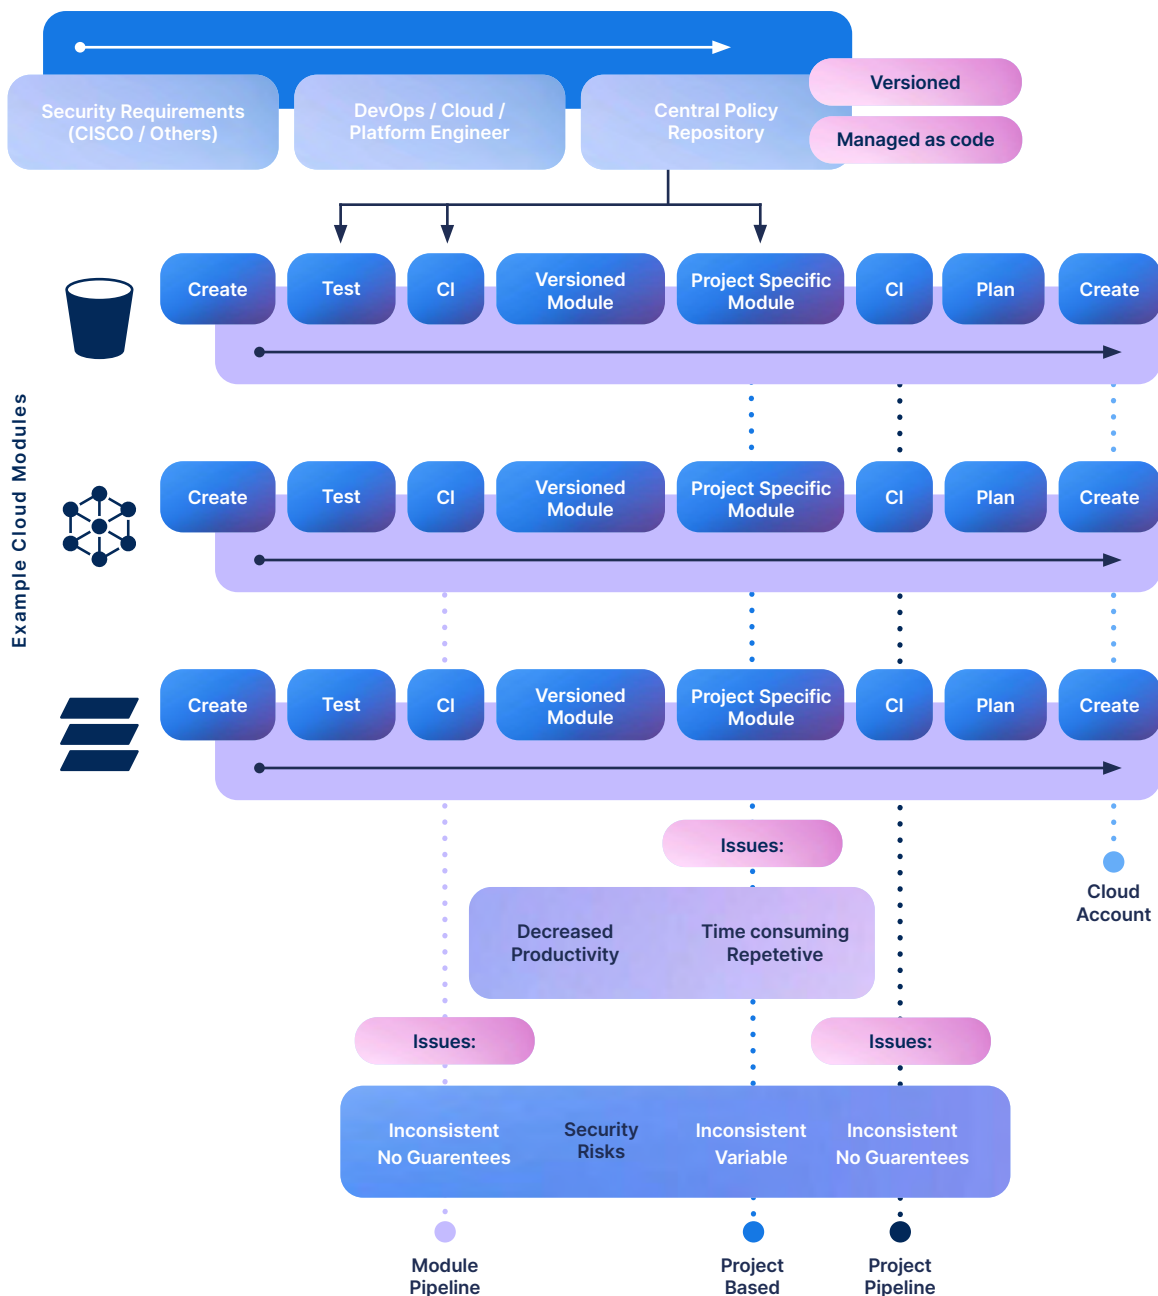 Security Requirements
(CISCO / Others)
DevOps / Cloud /
Platform Engineer
Central Policy
Repository
Versioned
Managed as code
Example Cloud Modules
Create
Test
CI
Versioned
Module
Project Specific
Module
CI
Plan
Create
Create
Test
CI
Versioned
Module
Project Specific
Module
CI
Plan
Create
Create
Test
CI
Versioned
Module
Project Specific
Module
CI
Plan
Create
Issues:
Cloud
Account
Decreased
Productivity
Time consuming
Repetetive
Issues:
Issues:
Inconsistent
No Guarentees
Security
Risks
Inconsistent
Variable
Inconsistent
No Guarentees
Module
Pipeline
Project
Based
Project
Pipeline